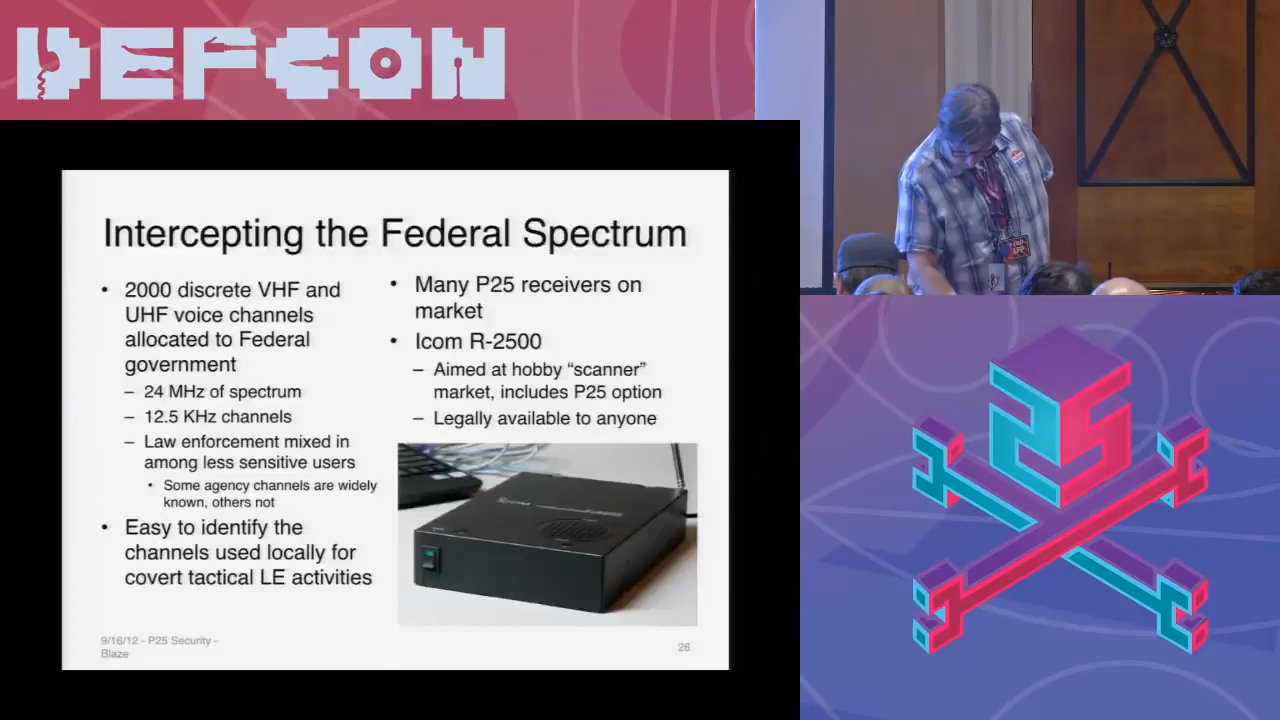 DEFCON
Intercepting the Federal Spectrum
• 2000 discrete VHF and
UHF voice channels
allocated to Federal
government
– 24 MHz of spectrum
– 12.5 KHz channels
– Law enforcement mixed in
among less sensitive users
• Some agency channels are widely
known, others not
• Easy to identify the
channels used locally for
covert tactical LE activities
• Many P25 receivers on
market
• Icom R-2500
– Aimed at hobby “scanner”
market, includes P25 option
– Legally available to anyone
9/16/12 - P25 Security -
Blaze
26
25